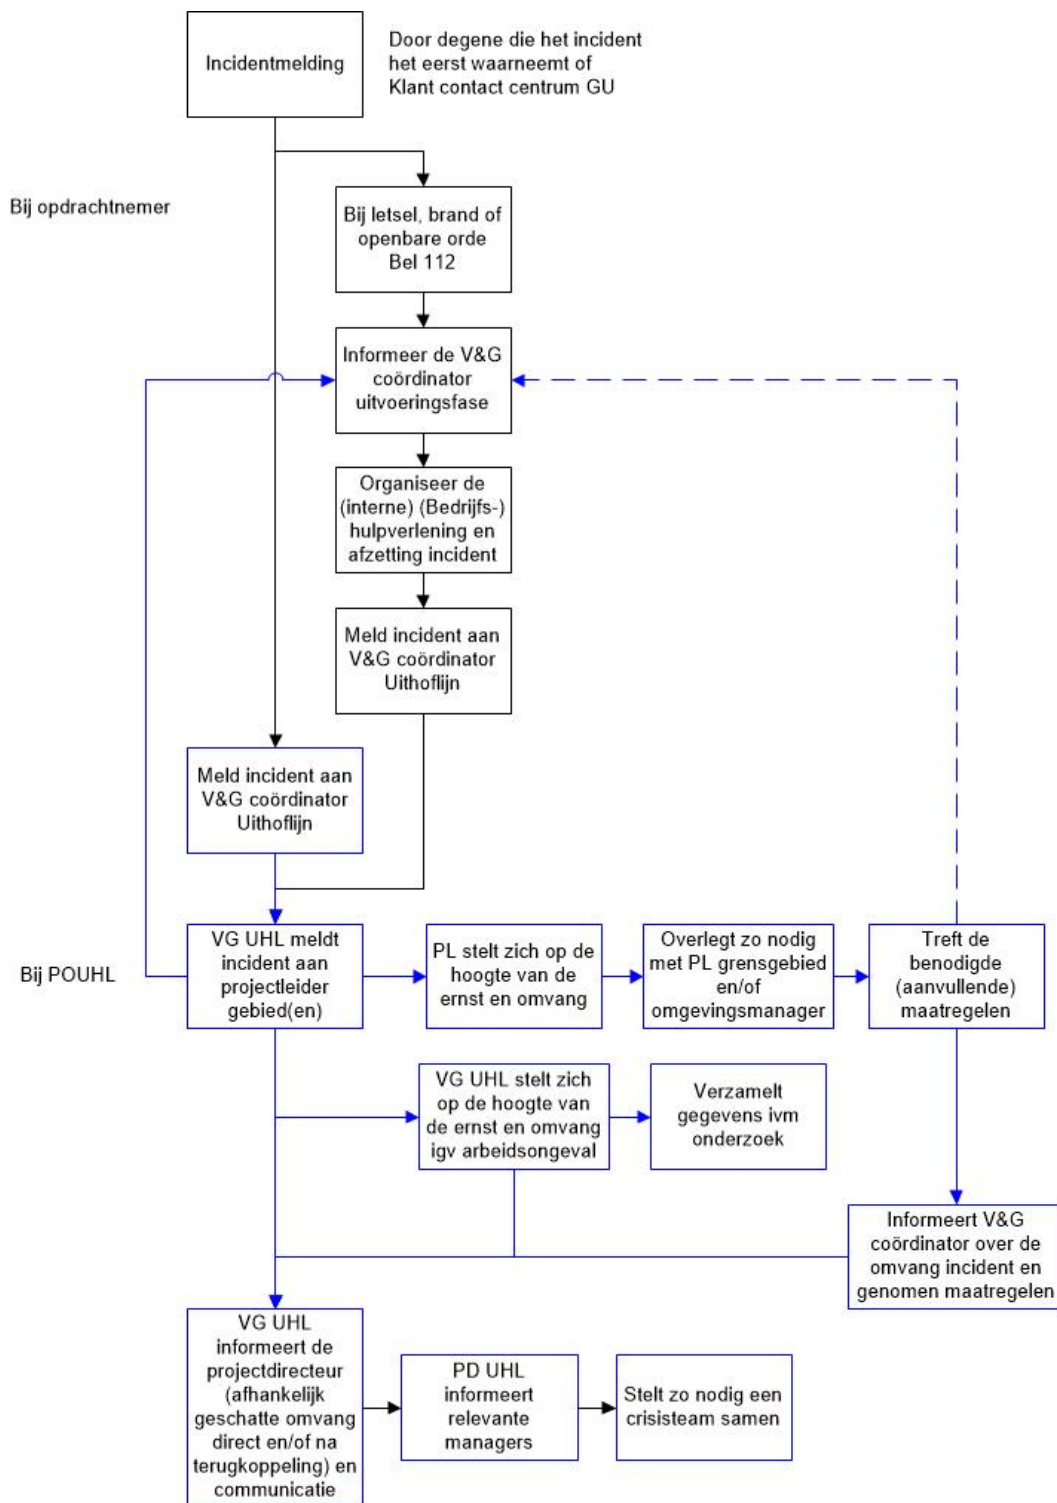 Incidentmelding
Door degene die het incident
het eerst waarneemt of
Klant contact centrum GU
Bij opdrachtnemer
Bij letsel, brand of
openbare orde
Bel 112
Informeer de V&G
coördinator
uitvoeringsfase
Organiseer de
(interne) (Bedrijfs-)
hulpverlening en
afzetting incident
Meld incident aan
V&G coördinator
Uithoflijn
Meld incident aan
V&G coördinator
Uithoflijn
Bij POUHL
VG UHL meldt
incident aan
projectleider
gebied(en)
PL stelt zich op de
hoogte van de
ernst en omvang
Overlegt zo nodig
met PL grensgebied
en/of
omgevingsmanager
Treft de
benodigde
(aanvullende)
maatregelen
VG UHL stelt zich
op de hoogte van
de ernst en omvang
igv arbeidsongeval
Verzamelt
gegevens ivm
onderzoek
Informeert V&G
coördinator over de
omvang incident en
genomen maatregelen
VG UHL
informeert de
projectdirecteur
(afhankelijk
geschatte omvang
direct en/of na
terugkoppeling) en
communicatie
PD UHL
informeert
relevante
managers
Stelt zo nodig een
crisisteam samen